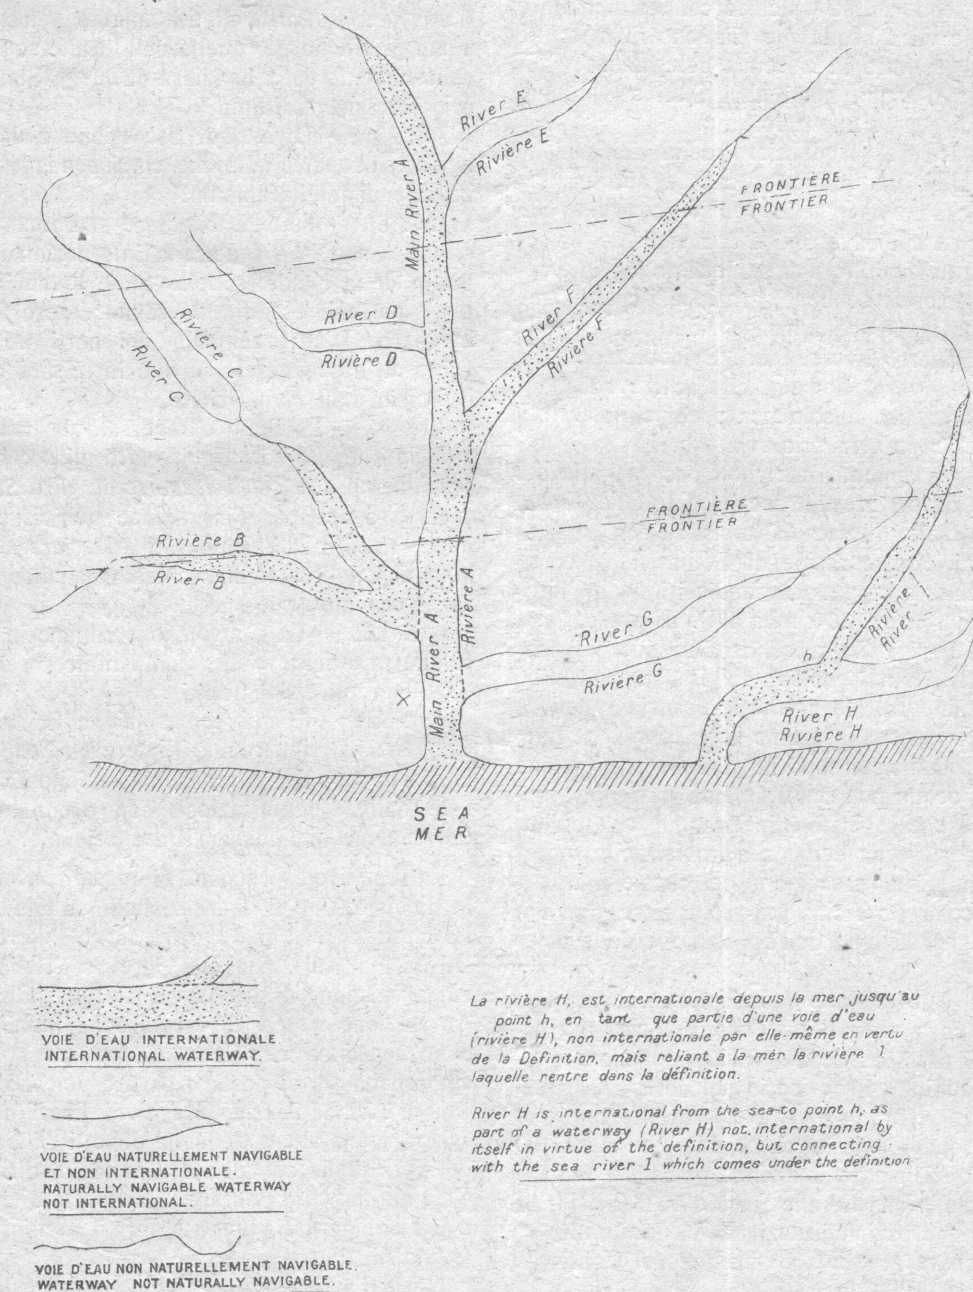 River E
Rivière E
Main River A
FRONTIÈRE
FRONTIER
River F
Rivière F
River D
Rivière D
Rivière C
River C
FRONTIÈRE
FRONTIER
Rivière B
River B
Main River A
Rivière A
River G
Rivière G
Rivière I
River
h
River H
Rivière H
X
SEA
MER
VOIE D'EAU INTERNATIONALE
INTERNATIONAL WATERWAY.
VOIE D'EAU NATURELLEMENT NAVIGABLE
ET NON INTERNATIONALE.
NATURALLY NAVIGABLE WATERWAY
NOT INTERNATIONAL.
VOIE D'EAU NON NATURELLEMENT NAVIGABLE.
WATERWAY NOT NATURALLY NAVIGABLE.
La rivière H, est internationale depuis la mer jusqu'au
point h, en tant que partie d'une voie d'eau
(rivière H), non internationale par elle-même en vertu
de la Definition, mais reliant à la mer la rivière I
laquelle rentre dans la définition.
River H is international from the sea to point h, as
part of a waterway (River H) not international by
itself in virtue of the definition, but connecting
with the sea river I which comes under the definition